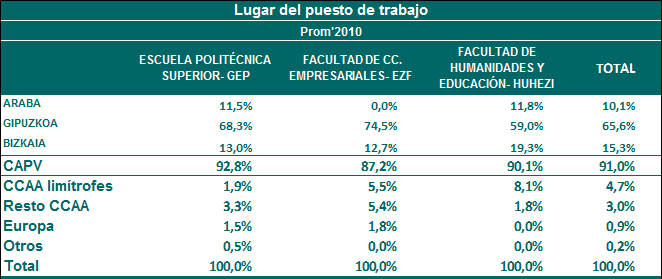 Lugar del puesto de trabajo
Prom'2010
ESCUELA POLITÉCNICA SUPERIOR- GEP FACULTAD DE CC. EMPRESARIALES- EZF FACULTAD DE HUMANIDADES Y EDUCACIÓN- HUHEZI TOTAL
ARABA 11,5% 0,0% 11,8% 10,1%
GIPUZKOA 68,3% 74,5% 59,0% 65,6%
BIZKAIA 13,0% 12,7% 19,3% 15,3%
CAPV 92,8% 87,2% 90,1% 91,0%
CCAA limítrofes 1,9% 5,5% 8,1% 4,7%
Resto CCAA 3,3% 5,4% 1,8% 3,0%
Europa 1,5% 1,8% 0,0% 0,9%
Otros 0,5% 0,0% 0,0% 0,2%
Total 100,0% 100,0% 100,0% 100,0%